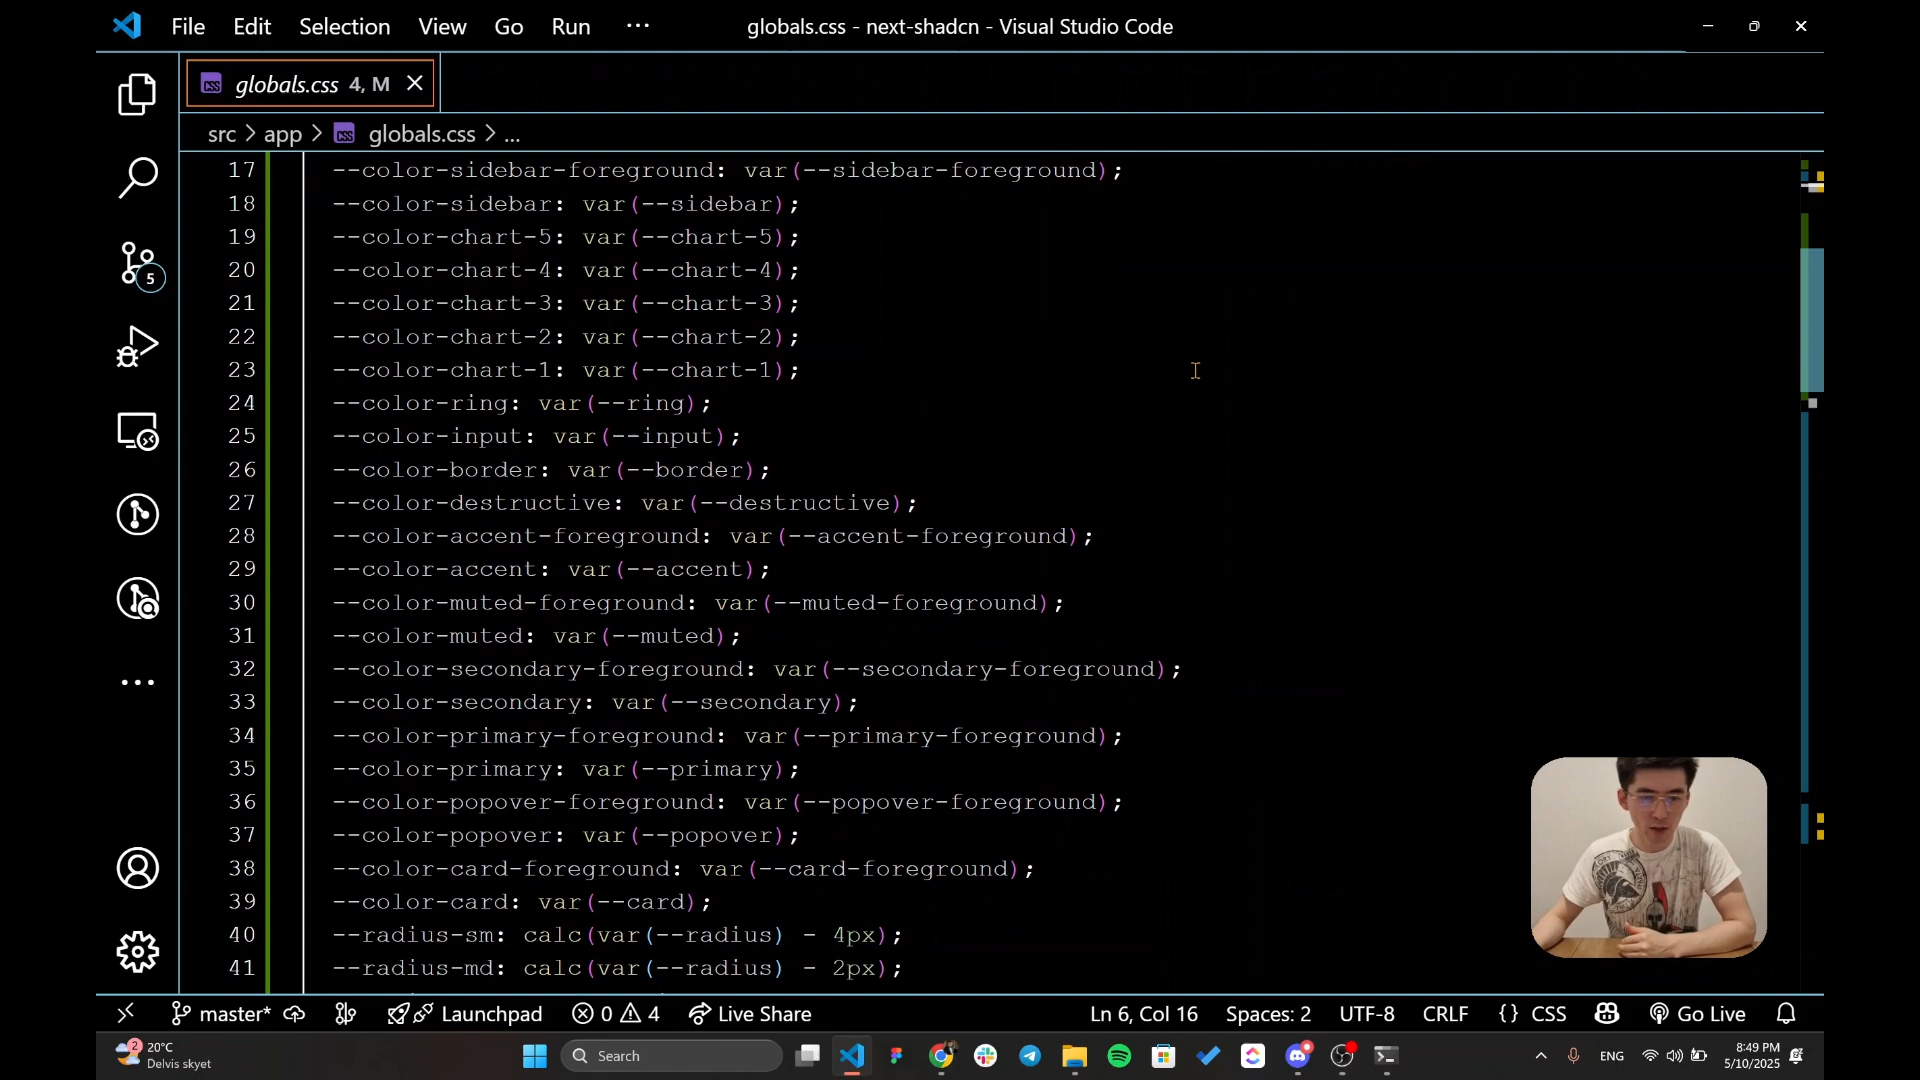 File Edit Selection View Go Run ··· globals.css - next-shadcn - Visual Studio Code
globals.css 4, M
src > app > globals.css > ...
17 --color-sidebar-foreground: var(--sidebar-foreground);
18 --color-sidebar: var(--sidebar);
19 --color-chart-5: var(--chart-5);
20 --color-chart-4: var(--chart-4);
21 --color-chart-3: var(--chart-3);
22 --color-chart-2: var(--chart-2);
23 --color-chart-1: var(--chart-1);
24 --color-ring: var(--ring);
25 --color-input: var(--input);
26 --color-border: var(--border);
27 --color-destructive: var(--destructive);
28 --color-accent-foreground: var(--accent-foreground);
29 --color-accent: var(--accent);
30 --color-muted-foreground: var(--muted-foreground);
31 --color-muted: var(--muted);
32 --color-secondary-foreground: var(--secondary-foreground);
33 --color-secondary: var(--secondary);
34 --color-primary-foreground: var(--primary-foreground);
35 --color-primary: var(--primary);
36 --color-popover-foreground: var(--popover-foreground);
37 --color-popover: var(--popover);
38 --color-card-foreground: var(--card-foreground);
39 --color-card: var(--card);
40 --radius-sm: calc(var(--radius) - 4px);
41 --radius-md: calc(var(--radius) - 2px);
5
master* Launchpad 0 4 Live Share Ln 6, Col 16 Spaces: 2 UTF-8 CRLF {} CSS Go Live
2 20°C
Delvis skyet
Search
ENG
8:49 PM
5/10/2025